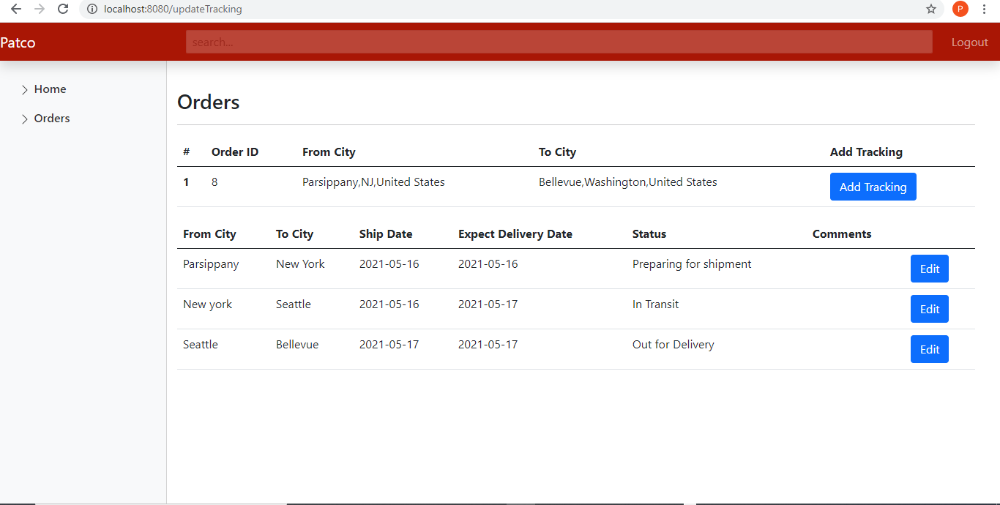 localhost:8080/updateTracking
P
Patco search... Logout
Home
Orders
Orders
# Order ID From City To City Add Tracking
1 8 Parsippany,NJ,United States Bellevue,Washington,United States Add Tracking
From City To City Ship Date Expect Delivery Date Status Comments
Parsippany New York 2021-05-16 2021-05-16 Preparing for shipment Edit
New york Seattle 2021-05-16 2021-05-17 In Transit Edit
Seattle Bellevue 2021-05-17 2021-05-17 Out for Delivery Edit